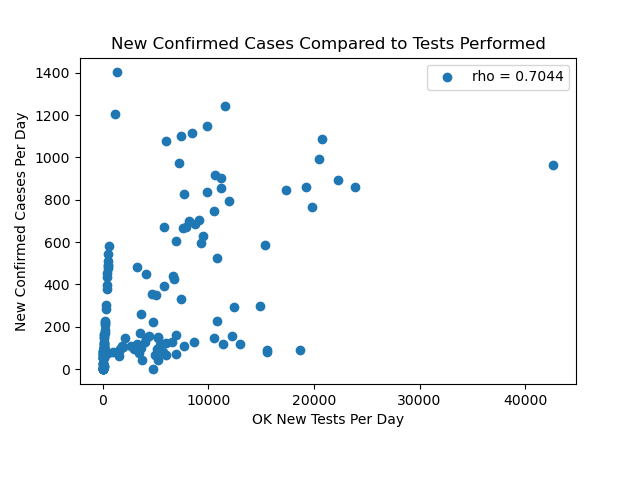 New Confirmed Cases Compared to Tests Performed
rho = 0.7044
New Confirmed Caeses Per Day
1400
1200
1000
800
600
400
200
0
0 10000 20000 30000 40000
OK New Tests Per Day